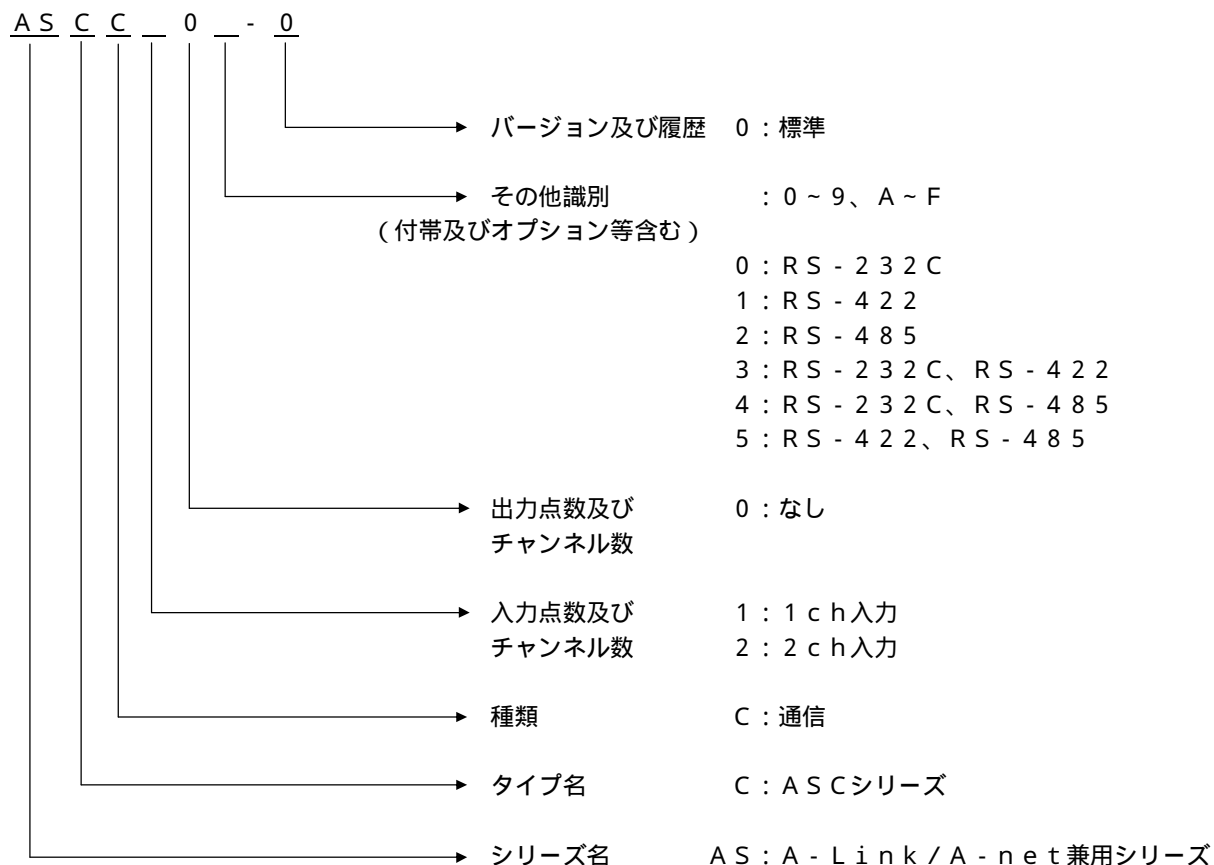 ＡＳ Ｃ Ｃ ＿ ０ ＿ - ０
バージョン及び履歴 ０：標準
その他識別 ：０～９、Ａ～Ｆ
（付帯及びオプション等含む）
０：ＲＳ-２３２Ｃ
１：ＲＳ-４２２
２：ＲＳ-４８５
３：ＲＳ-２３２Ｃ、ＲＳ-４２２
４：ＲＳ-２３２Ｃ、ＲＳ-４８５
５：ＲＳ-４２２、ＲＳ-４８５
出力点数及び ０：なし
チャンネル数
入力点数及び １：１ｃｈ入力
チャンネル数 ２：２ｃｈ入力
種類 Ｃ：通信
タイプ名 Ｃ：ＡＳＣシリーズ
シリーズ名 ＡＳ：Ａ-Ｌｉｎｋ/Ａ-ｎｅｔ兼用シリーズ